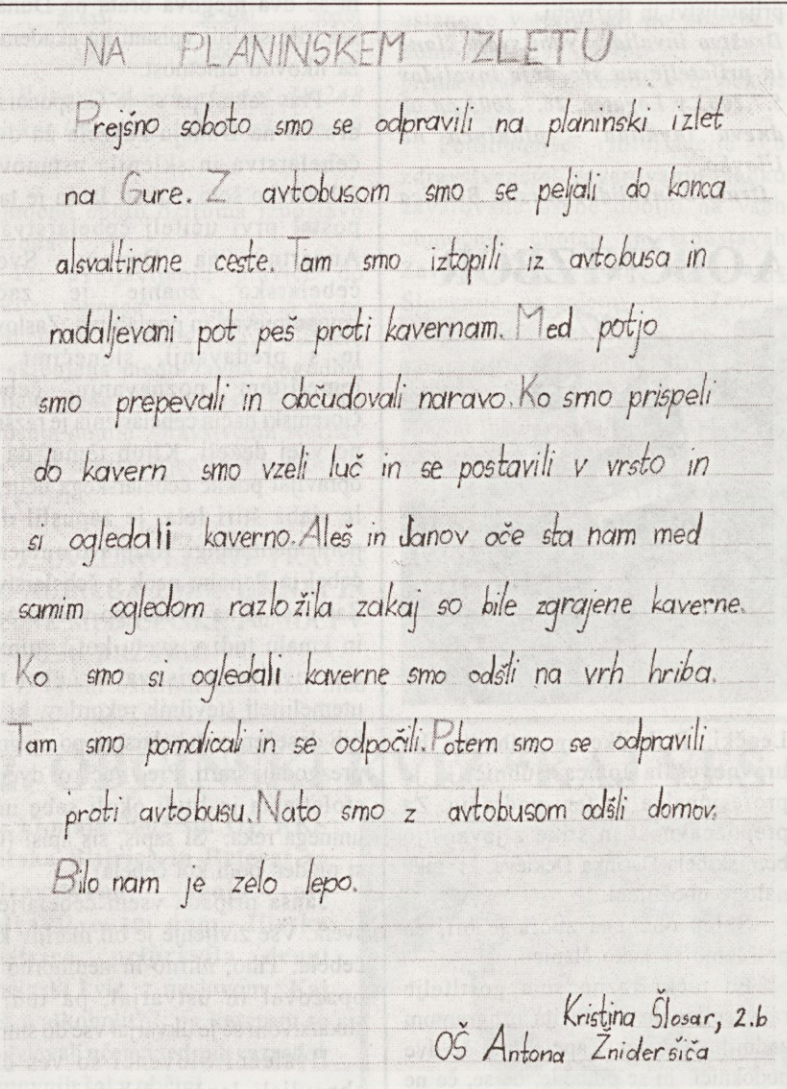 NA PLANINSKEM IZLETU
Prejšno soboto smo se odpravili na planinski izlet
na Gure. Z avtobusom smo se peljali do konca
alsvaltirane ceste. Tam smo iztopili iz avtobusa in
nadaljevani pot peš proti kavernam. Med potjo
smo prepevali in občudovali naravo. Ko smo prispeli
do kavern smo vzeli luč in se postavili v vrsto in
si ogledali kaverno. Aleš in Janov oče sta nam med
samim ogledom razložila zakaj so bile zgrajene kaverne.
Ko smo si ogledali kaverne smo odšli na vrh hriba.
Tam smo pomalicali in se odpočili. Potem smo se odpravili
proti avtobusu. Nato smo z avtobusom odšli domov.
Bilo nam je zelo lepo.
Kristina Šlosar, 2.b
OŠ Antona Žnideršiča